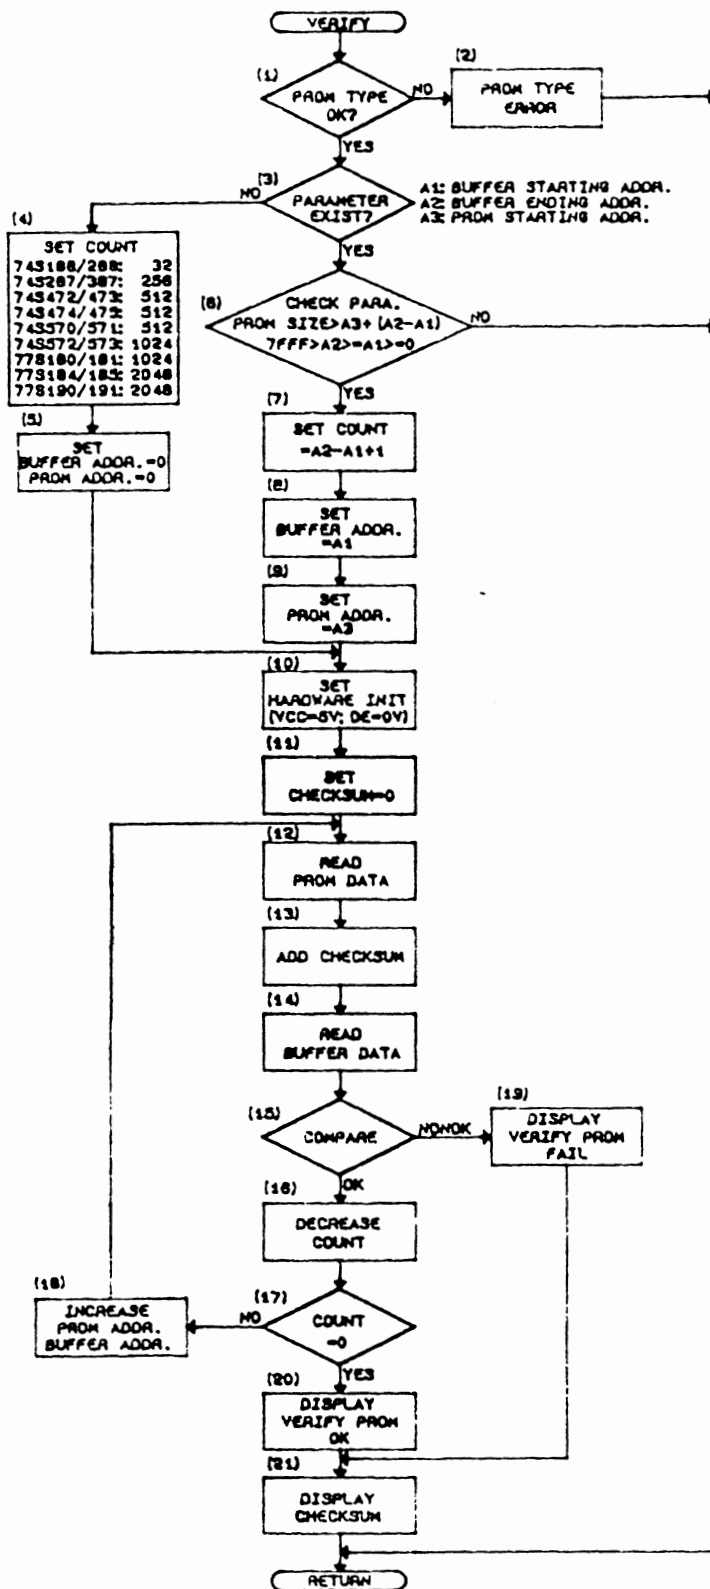 VERIFY
(1)
PROM TYPE
OK?
NO
(2)
PROM TYPE
ERROR
YES
(3)
PARAMETER
EXIST?
NO
A1: BUFFER STARTING ADDR.
A2: BUFFER ENDING ADDR.
A3: PROM STARTING ADDR.
YES
(4)
SET COUNT
74S188/288: 32
74S287/387: 256
74S472/473: 512
74S474/475: 512
74S570/571: 512
74S572/573: 1024
77S180/181: 1024
77S184/185: 2048
77S190/191: 2048
(5)
SET
BUFFER ADDR.=0
PROM ADDR.=0
(6)
CHECK PARA.
PROM SIZE>A3+(A2-A1)
7FFF>A2>=A1>=0
NO
YES
(7)
SET COUNT
=A2-A1+1
(8)
SET
BUFFER ADDR.
=A1
(9)
SET
PROM ADDR.
=A3
(10)
SET
HARDWARE INIT
(VCC=5V; OE=0V)
(11)
SET
CHECKSUM=0
(12)
READ
PROM DATA
(13)
ADD CHECKSUM
(14)
READ
BUFFER DATA
(15)
COMPARE
NONOK
(19)
DISPLAY
VERIFY PROM
FAIL
OK
(16)
DECREASE
COUNT
(17)
COUNT
=0
NO
(18)
INCREASE
PROM ADDR.
BUFFER ADDR.
YES
(20)
DISPLAY
VERIFY PROM
OK
(21)
DISPLAY
CHECKSUM
RETURN